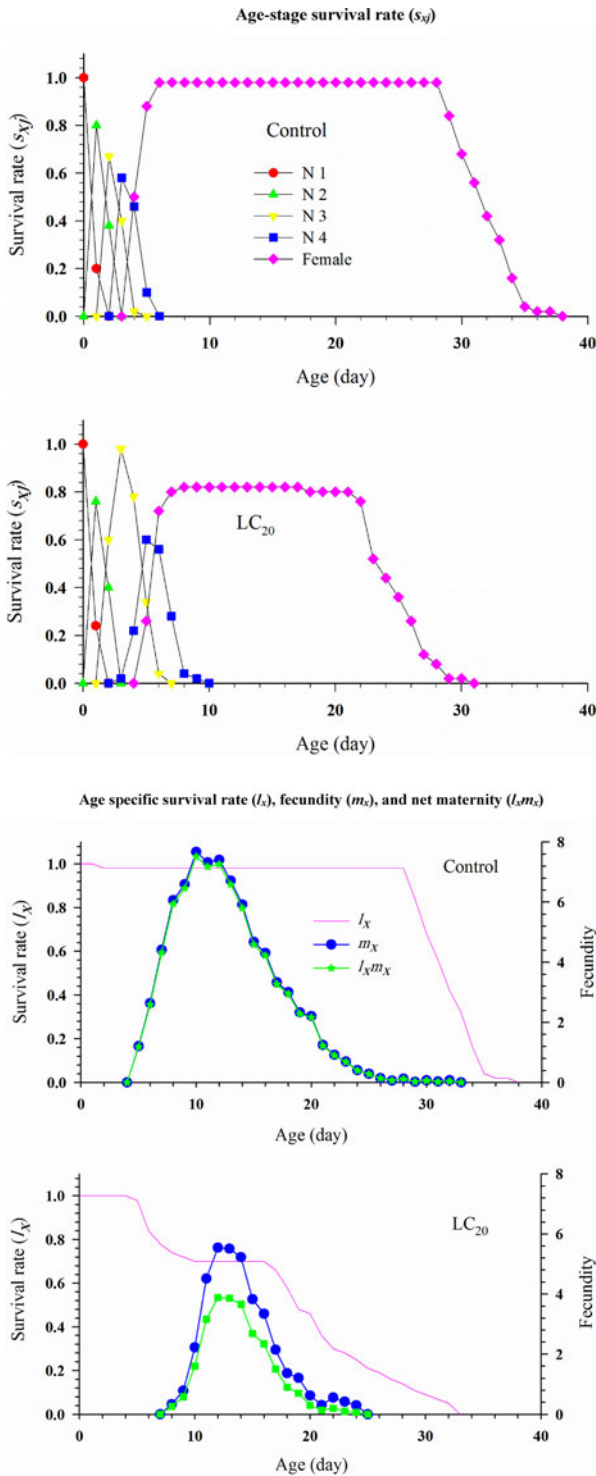 Age-stage survival rate (sxj)
Survival rate (sxj)
1.0
0.8
0.6
0.4
0.2
0.0
Control
N 1
N 2
N 3
N 4
Female
0 10 20 30 40
Age (day)
Survival rate (sxj)
1.0
0.8
0.6
0.4
0.2
0.0
LC20
0 10 20 30 40
Age (day)
Age specific survival rate (lx), fecundity (mx), and net maternity (lxmx)
Survival rate (lx)
1.0
0.8
0.6
0.4
0.2
0.0
Control
lx
mx
lxmx
8
6
4
2
0
Fecundity
0 10 20 30 40
Age (day)
Survival rate (lx)
1.0
0.8
0.6
0.4
0.2
0.0
LC20
8
6
4
2
0
Fecundity
0 10 20 30 40
Age (day)